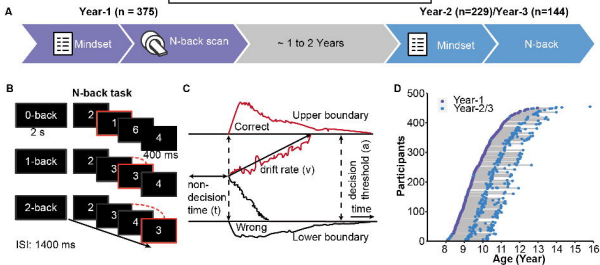 Year-1 (n = 375)
Year-2 (n=229)/Year-3 (n=144)
A
Mindset
N-back scan
~ 1 to 2 Years
Mindset
N-back
B
N-back task
0-back
2
1
6
4
2 s
400 ms
1-back
2
3
3
4
2-back
2
3
4
3
ISI: 1400 ms
C
Upper boundary
Correct
drift rate (v)
non-
decision
time (t)
decision
threshold (a)
time
Wrong
Lower boundary
D
Year-1
Year-2/3
Participants
500
400
300
200
100
0
8 9 10 11 12 13 14 15 16
Age (Year)